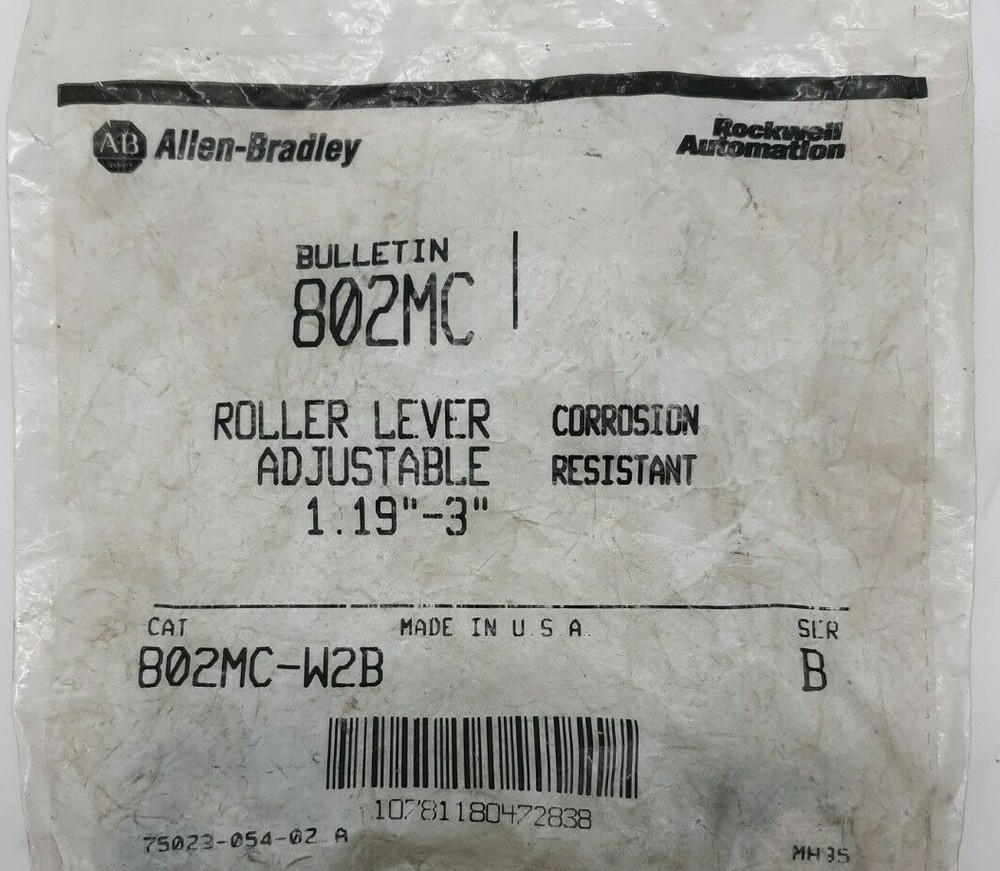 AB Allen-Bradley
Rockwell
Automation
BULLETIN
802MC
ROLLER LEVER
ADJUSTABLE
1.19"-3"
CORROSION
RESISTANT
CAT MADE IN U.S.A. SER
802MC-W2B B
10781180472838
75023-054-02 A